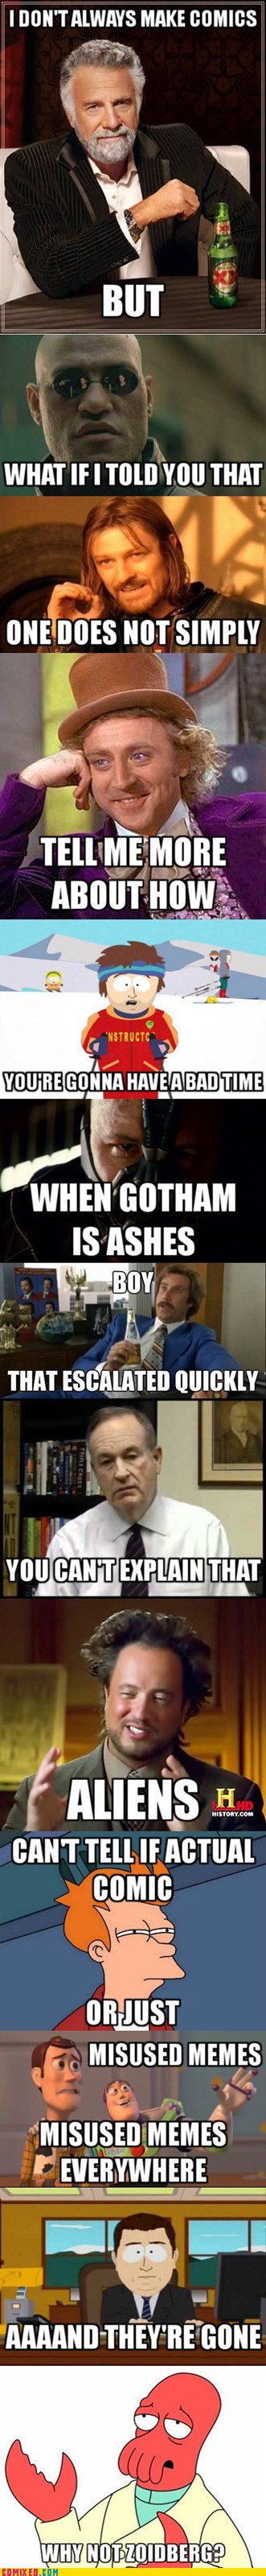 I DON'T ALWAYS MAKE COMICS
BUT
WHAT IF I TOLD YOU THAT
ONE DOES NOT SIMPLY
TELL ME MORE
ABOUT HOW
INSTRUCTO
YOU'RE GONNA HAVE A BAD TIME
WHEN GOTHAM
IS ASHES
BOY
THAT ESCALATED QUICKLY
YOU CAN'T EXPLAIN THAT
ALIENS
H HD
HISTORY.COM
CAN'T TELL IF ACTUAL
COMIC
OR JUST
MISUSED MEMES
MISUSED MEMES
EVERYWHERE
AAAAND THEY'RE GONE
WHY NOT ZOIDBERG?
COMIXED.COM